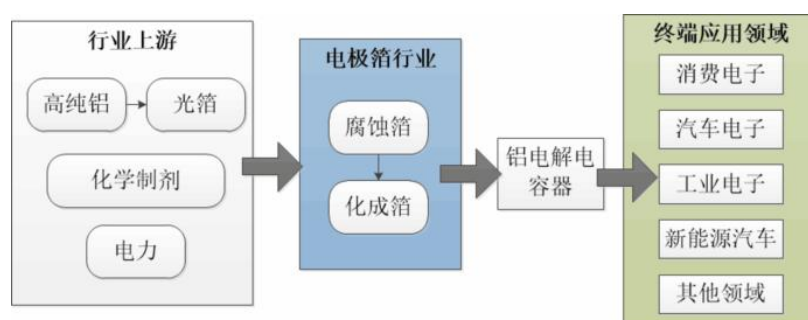 行业上游
高纯铝
光箔
化学制剂
电力
电极箔行业
腐蚀箔
化成箔
铝电解电
容器
终端应用领域
消费电子
汽车电子
工业电子
新能源汽车
其他领域